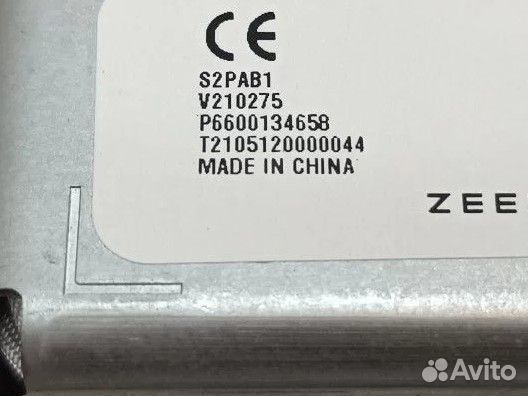 CE
S2PAB1
V210275
P6600134658
T2105120000044
MADE IN CHINA
ZEE
Avito